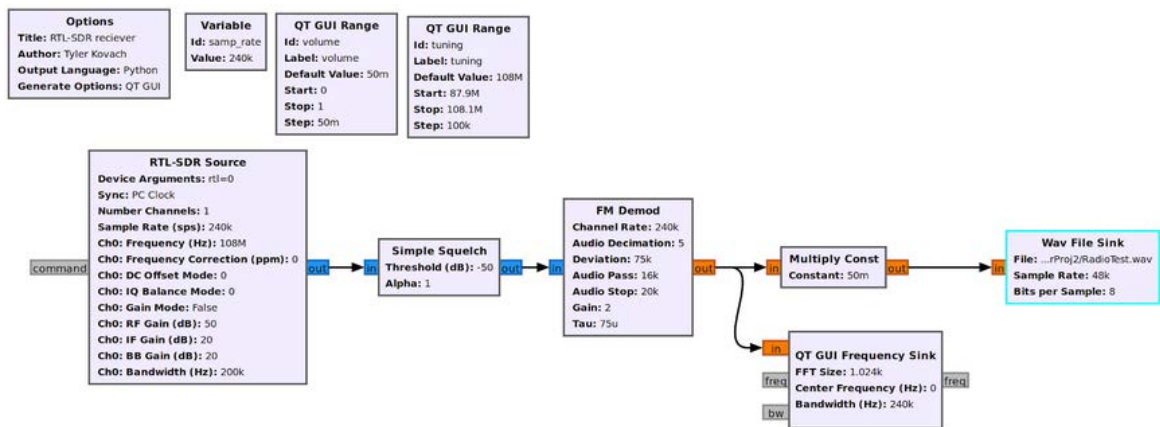 Options
Title: RTL-SDR reciever
Author: Tyler Kovach
Output Language: Python
Generate Options: QT GUI
Variable
Id: samp_rate
Value: 240k
QT GUI Range
Id: volume
Label: volume
Default Value: 50m
Start: 0
Stop: 1
Step: 50m
QT GUI Range
Id: tuning
Label: tuning
Default Value: 108M
Start: 87.9M
Stop: 108.1M
Step: 100k
RTL-SDR Source
Device Arguments: rtl=0
Sync: PC Clock
Number Channels: 1
Sample Rate (sps): 240k
Ch0: Frequency (Hz): 108M
Ch0: Frequency Correction (ppm): 0
Ch0: DC Offset Mode: 0
Ch0: IQ Balance Mode: 0
Ch0: Gain Mode: False
Ch0: RF Gain (dB): 50
Ch0: IF Gain (dB): 20
Ch0: BB Gain (dB): 20
Ch0: Bandwidth (Hz): 200k
command
out
in
Simple Squelch
Threshold (dB): -50
Alpha: 1
out
in
FM Demod
Channel Rate: 240k
Audio Decimation: 5
Deviation: 75k
Audio Pass: 16k
Audio Stop: 20k
Gain: 2
Tau: 75u
out
in
Multiply Const
Constant: 50m
out
in
Wav File Sink
File: ...rProj2/RadioTest.wav
Sample Rate: 48k
Bits per Sample: 8
in
freq
bw
QT GUI Frequency Sink
FFT Size: 1.024k
Center Frequency (Hz): 0
Bandwidth (Hz): 240k
freq